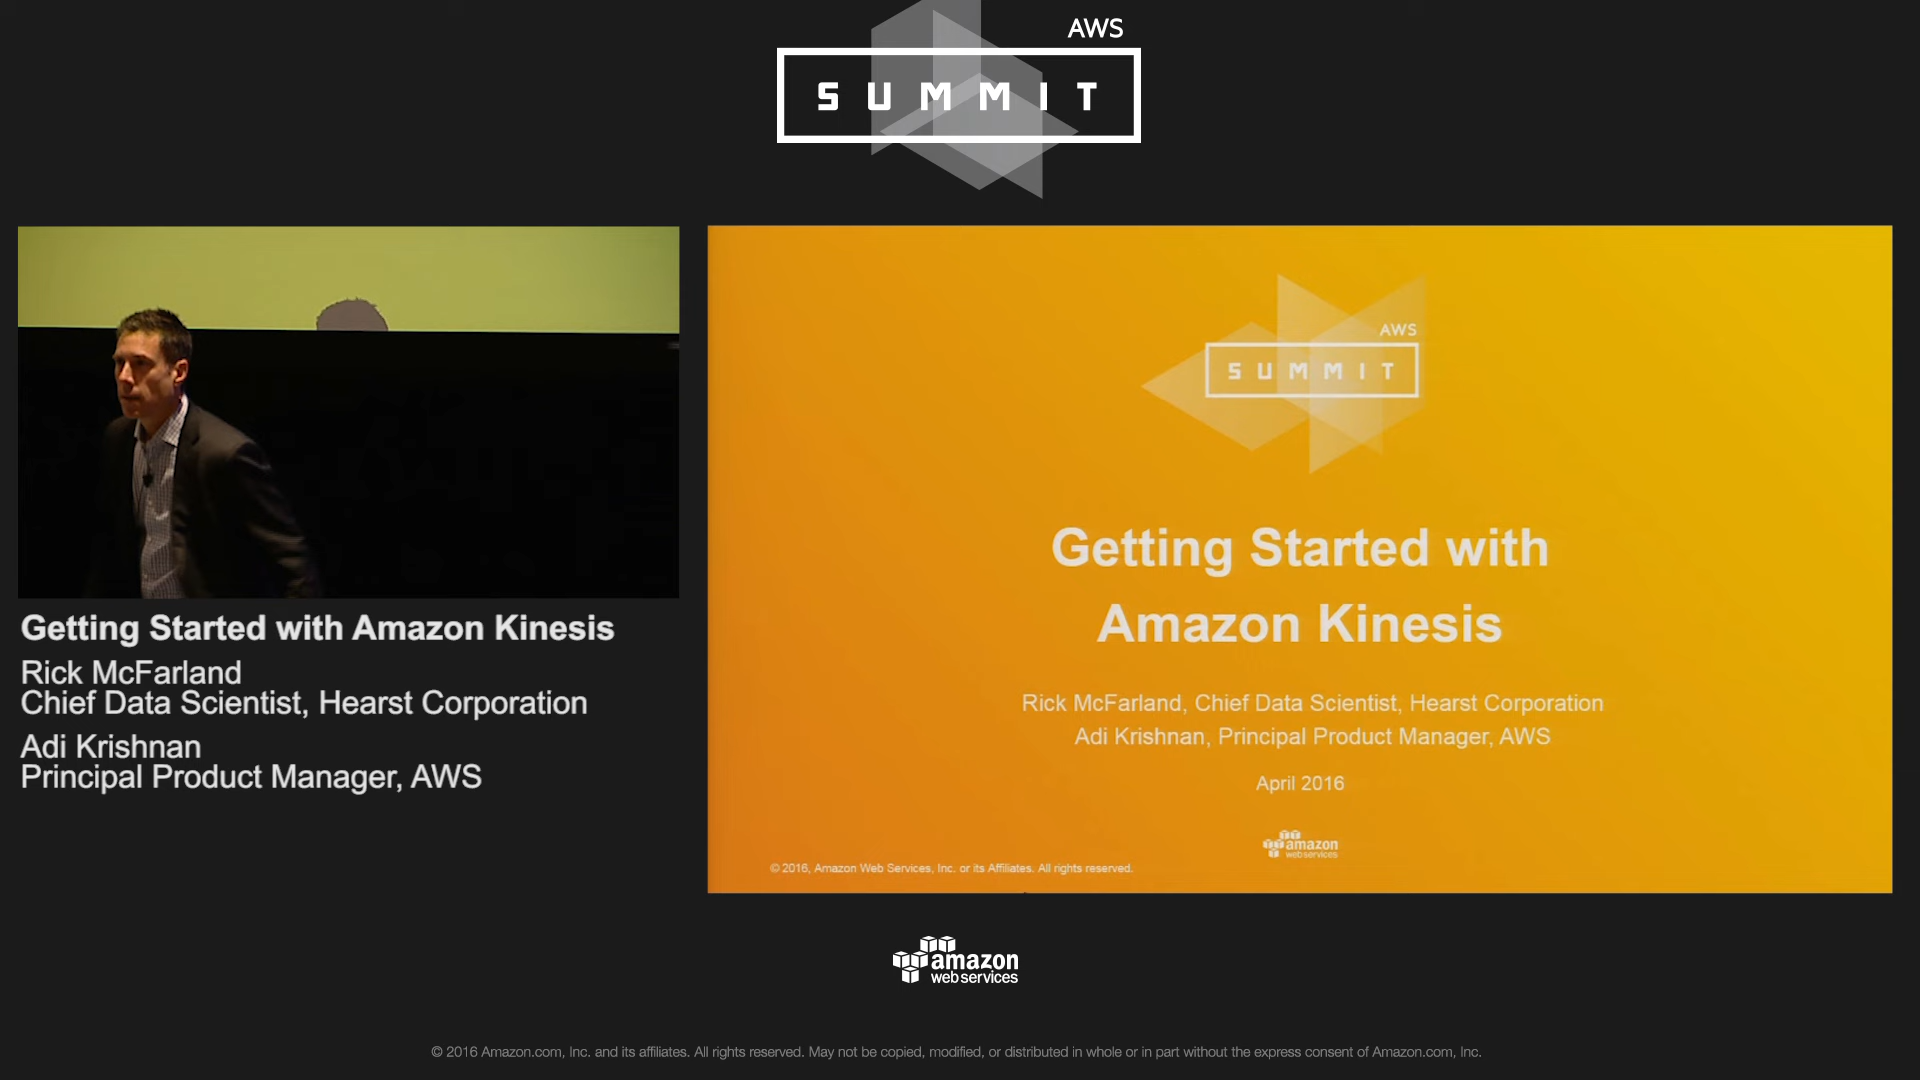 AWS
SUMMIT
Getting Started with Amazon Kinesis
Rick McFarland
Chief Data Scientist, Hearst Corporation
Adi Krishnan
Principal Product Manager, AWS
AWS
SUMMIT
Getting Started with
Amazon Kinesis
Rick McFarland, Chief Data Scientist, Hearst Corporation
Adi Krishnan, Principal Product Manager, AWS
April 2016
amazon
web services
© 2016, Amazon Web Services, Inc. or its Affiliates. All rights reserved.
amazon
web services
© 2016 Amazon.com, Inc. and its affiliates. All rights reserved. May not be copied, modified, or distributed in whole or in part without the express consent of Amazon.com, Inc.